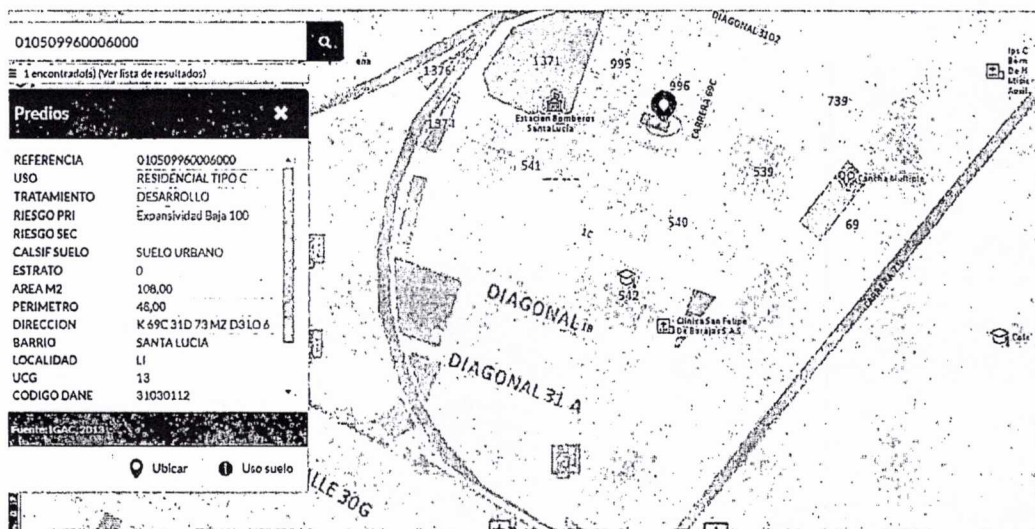 010509960006000
1 encontrado(s) (Ver lista de resultados)
Predios
REFERENCIA 010509960006000
USO RESIDENCIAL TIPO C
TRATAMIENTO DESARROLLO
RIESGO PRI Expansividad Baja 100
RIESGO SEC
CALSIF SUELO SUELO URBANO
ESTRATO 0
AREA M2 108,00
PERIMETRO 48,00
DIRECCION K 69C 31D 73 MZ D3 LO 6
BARRIO SANTA LUCIA
LOCALIDAD LI
UCG 13
CODIGO DANE 31030112
Fuente: IGAC, 2013
Ubicar
Uso suelo
DIAGONAL 31
1376
1371
995
996
CARRERA 69C
739
Estacion Bomberos
Santa Lucia
1373
541
539
Cancha Multiple
540
69
542
DIAGONAL
Clinica San Felipe
De Barajas S.A.S
DIAGONAL 31 A
CARRERA
LLE 30G